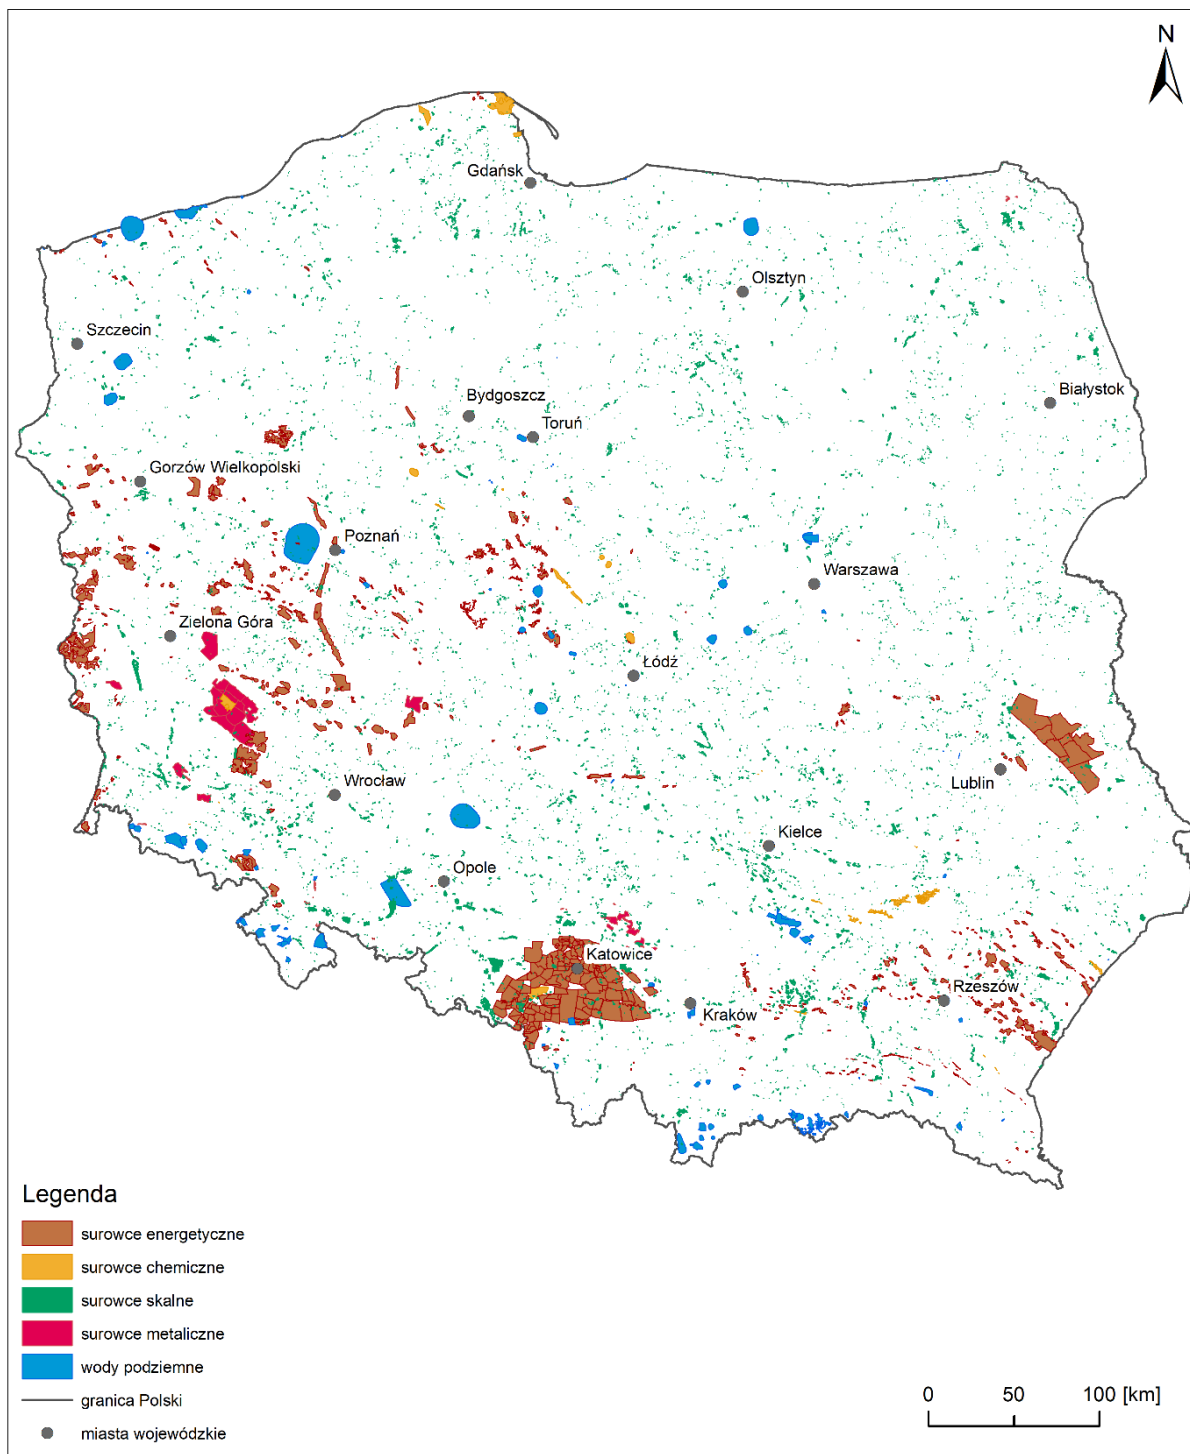 N
Gdańsk
Olsztyn
Szczecin
Białystok
Bydgoszcz
Toruń
Gorzów Wielkopolski
Poznań
Warszawa
Zielona Góra
Łódź
Lublin
Wrocław
Kielce
Opole
Katowice
Rzeszów
Kraków
Legenda
surowce energetyczne
surowce chemiczne
surowce skalne
surowce metaliczne
wody podziemne
granica Polski
miasta wojewódzkie
0 50 100 [km]